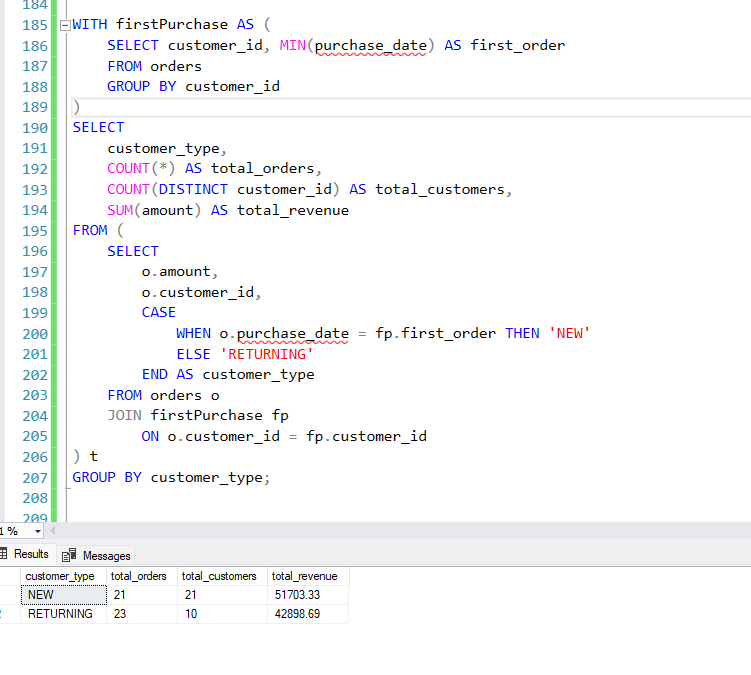 184
185 WITH firstPurchase AS (
186 SELECT customer_id, MIN(purchase_date) AS first_order
187 FROM orders
188 GROUP BY customer_id
189 )
190 SELECT
191 customer_type,
192 COUNT(*) AS total_orders,
193 COUNT(DISTINCT customer_id) AS total_customers,
194 SUM(amount) AS total_revenue
195 FROM (
196 SELECT
197 o.amount,
198 o.customer_id,
199 CASE
200 WHEN o.purchase_date = fp.first_order THEN 'NEW'
201 ELSE 'RETURNING'
202 END AS customer_type
203 FROM orders o
204 JOIN firstPurchase fp
205 ON o.customer_id = fp.customer_id
206 ) t
207 GROUP BY customer_type;
208
209
1 %
Results Messages
customer_type total_orders total_customers total_revenue
NEW 21 21 51703.33
RETURNING 23 10 42898.69